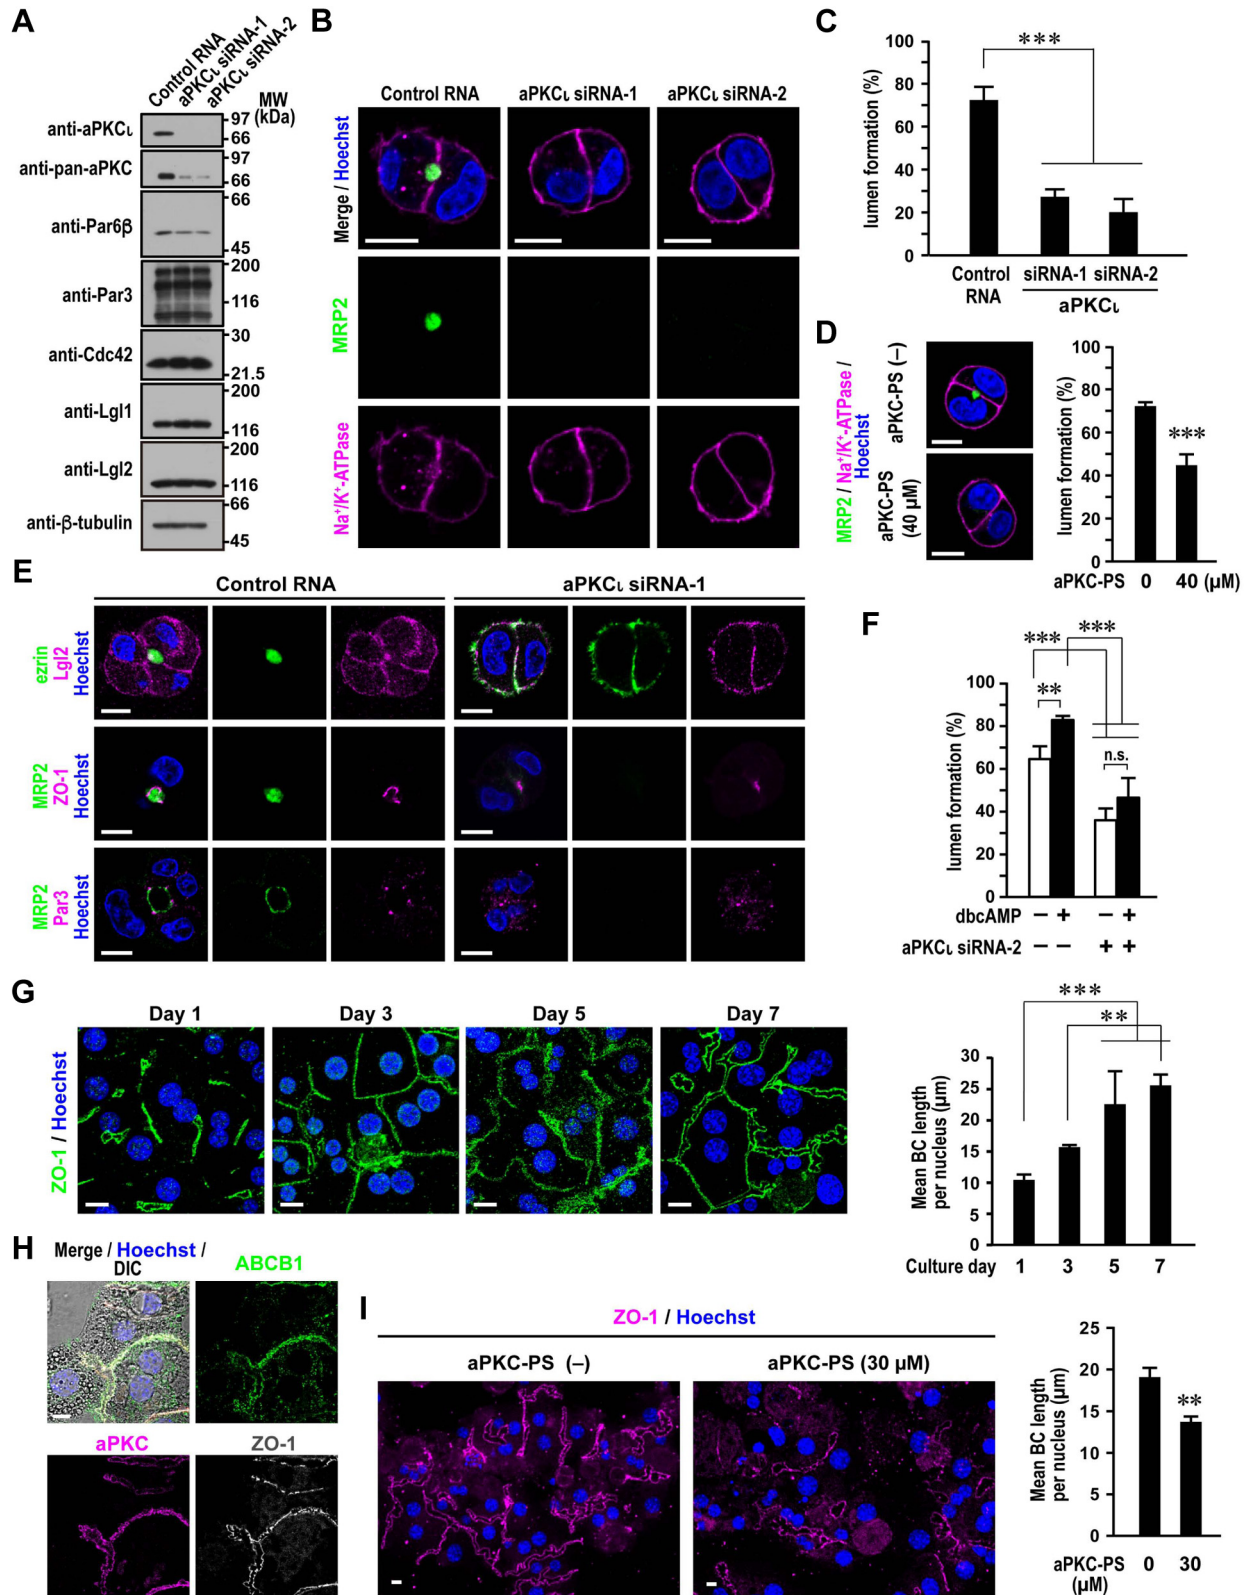 A
Control RNA
aPKCι siRNA-1
aPKCι siRNA-2
MW
(kDa)
anti-aPKCι
97
66
anti-pan-aPKC
97
66
anti-Par6β
66
45
anti-Par3
200
116
anti-Cdc42
30
21.5
anti-Lgl1
200
116
anti-Lgl2
200
116
anti-β-tubulin
66
45
B
Control RNA
aPKCι siRNA-1
aPKCι siRNA-2
Merge / Hoechst
MRP2
Na⁺/K⁺-ATPase
C
lumen formation (%)
100
80
60
40
20
0
***
Control
RNA
siRNA-1 siRNA-2
aPKCι
D
MRP2 / Na⁺/K⁺-ATPase /
Hoechst
aPKC-PS (–)
aPKC-PS
(40 µM)
lumen formation (%)
100
80
60
40
20
0
***
aPKC-PS 0 40 (µM)
E
Control RNA
aPKCι siRNA-1
ezrin
Lgl2
Hoechst
MRP2
ZO-1
Hoechst
MRP2
Par3
Hoechst
F
lumen formation (%)
100
80
60
40
20
0
*** ***
**
n.s.
dbcAMP – + – +
aPKCι siRNA-2 – – + +
G
Day 1
Day 3
Day 5
Day 7
ZO-1 / Hoechst
Mean BC length
per nucleus (µm)
30
25
20
15
10
5
0
***
**
Culture day 1 3 5 7
H
Merge / Hoechst /
DIC
ABCB1
aPKC
ZO-1
I
ZO-1 / Hoechst
aPKC-PS (–)
aPKC-PS (30 µM)
Mean BC length
per nucleus (µm)
25
20
15
10
5
0
**
aPKC-PS 0 30
(µM)